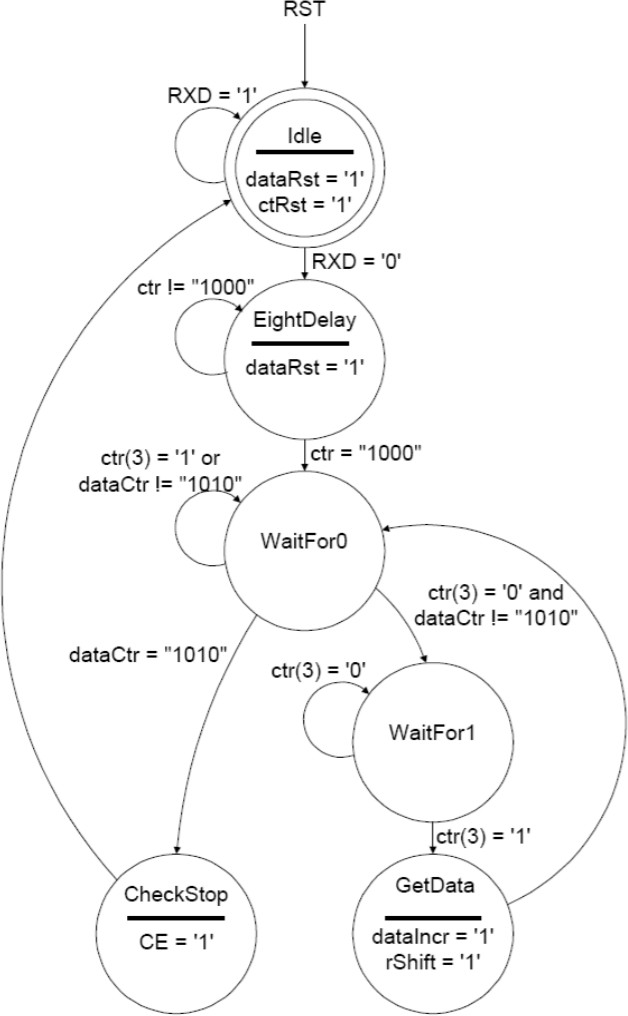 RST
RXD = '1'
Idle
dataRst = '1'
ctRst = '1'
RXD = '0'
ctr != "1000"
EightDelay
dataRst = '1'
ctr = "1000"
ctr(3) = '1' or
dataCtr != "1010"
WaitFor0
ctr(3) = '0' and
dataCtr != "1010"
dataCtr = "1010"
ctr(3) = '0'
WaitFor1
ctr(3) = '1'
CheckStop
CE = '1'
GetData
dataIncr = '1'
rShift = '1'